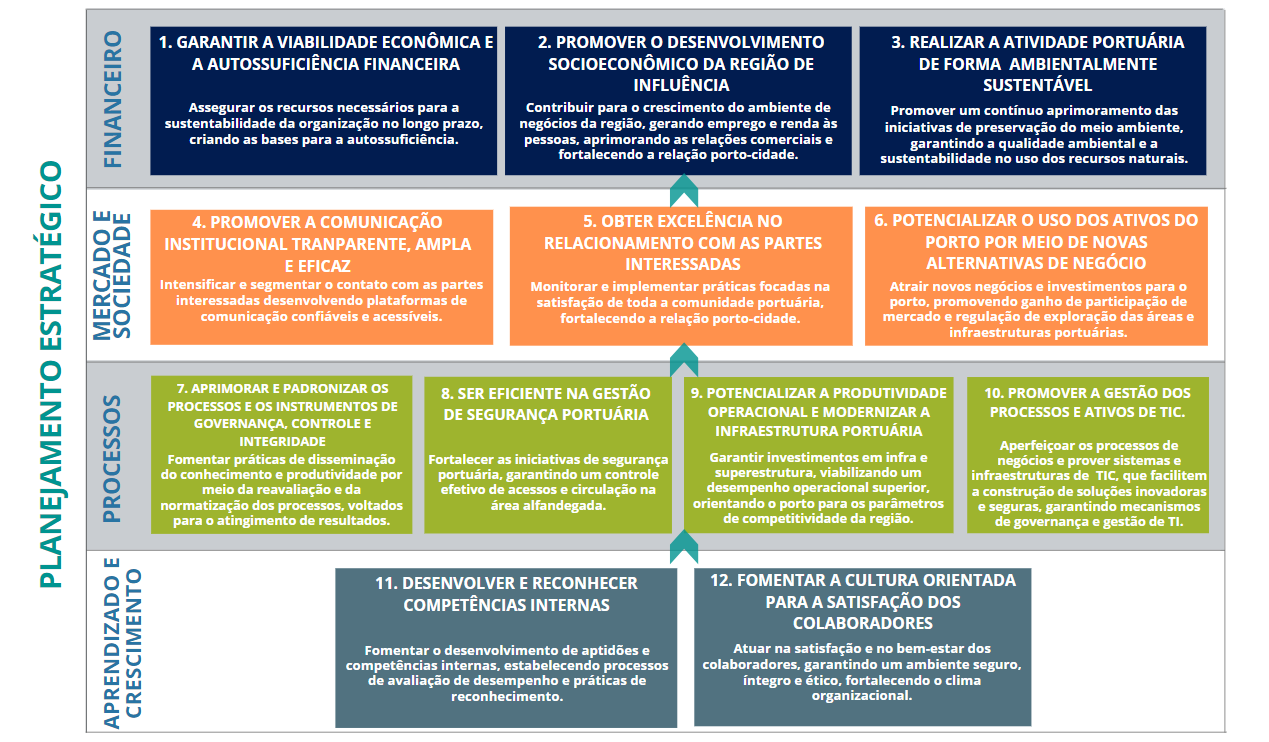 PLANEJAMENTO ESTRATÉGICO
FINANCEIRO
1. GARANTIR A VIABILIDADE ECONÔMICA E
A AUTOSSUFICIÊNCIA FINANCEIRA
Assegurar os recursos necessários para a
sustentabilidade da organização no longo prazo,
criando as bases para a autossuficiência.
2. PROMOVER O DESENVOLVIMENTO
SOCIOECONÔMICO DA REGIÃO DE
INFLUÊNCIA
Contribuir para o crescimento do ambiente de
negócios da região, gerando emprego e renda às
pessoas, aprimorando as relações comerciais e
fortalecendo a relação porto-cidade.
3. REALIZAR A ATIVIDADE PORTUÁRIA
DE FORMA AMBIENTALMENTE
SUSTENTÁVEL
Promover um contínuo aprimoramento das
iniciativas de preservação do meio ambiente,
garantindo a qualidade ambiental e a
sustentabilidade no uso dos recursos naturais.
MERCADO E
SOCIEDADE
4. PROMOVER A COMUNICAÇÃO
INSTITUCIONAL TRANPARENTE, AMPLA
E EFICAZ
Intensificar e segmentar o contato com as partes
interessadas desenvolvendo plataformas de
comunicação confiáveis e acessíveis.
5. OBTER EXCELÊNCIA NO
RELACIONAMENTO COM AS PARTES
INTERESSADAS
Monitorar e implementar práticas focadas na
satisfação de toda a comunidade portuária,
fortalecendo a relação porto-cidade.
6. POTENCIALIZAR O USO DOS ATIVOS DO
PORTO POR MEIO DE NOVAS
ALTERNATIVAS DE NEGÓCIO
Atrair novos negócios e investimentos para o
porto, promovendo ganho de participação de
mercado e regulação de exploração das áreas e
infraestruturas portuárias.
PROCESSOS
7. APRIMORAR E PADRONIZAR OS
PROCESSOS E OS INSTRUMENTOS DE
GOVERNANÇA, CONTROLE E
INTEGRIDADE
Fomentar práticas de disseminação
do conhecimento e produtividade por
meio da reavaliação e da
normatização dos processos, voltados
para o atingimento de resultados.
8. SER EFICIENTE NA GESTÃO
DE SEGURANÇA PORTUÁRIA
Fortalecer as iniciativas de segurança
portuária, garantindo um controle
efetivo de acessos e circulação na
área alfandegada.
9. POTENCIALIZAR A PRODUTIVIDADE
OPERACIONAL E MODERNIZAR A
INFRAESTRUTURA PORTUÁRIA
Garantir investimentos em infra e
superestrutura, viabilizando um
desempenho operacional superior,
orientando o porto para os parâmetros
de competitividade da região.
10. PROMOVER A GESTÃO DOS
PROCESSOS E ATIVOS DE TIC.
Aperfeiçoar os processos de
negócios e prover sistemas e
infraestruturas de TIC, que facilitem
a construção de soluções inovadoras
e seguras, garantindo mecanismos
de governança e gestão de TI.
APRENDIZADO E
CRESCIMENTO
11. DESENVOLVER E RECONHECER
COMPETÊNCIAS INTERNAS
Fomentar o desenvolvimento de aptidões e
competências internas, estabelecendo processos
de avaliação de desempenho e práticas de
reconhecimento.
12. FOMENTAR A CULTURA ORIENTADA
PARA A SATISFAÇÃO DOS
COLABORADORES
Atuar na satisfação e no bem-estar dos
colaboradores, garantindo um ambiente seguro,
íntegro e ético, fortalecendo o clima
organizacional.